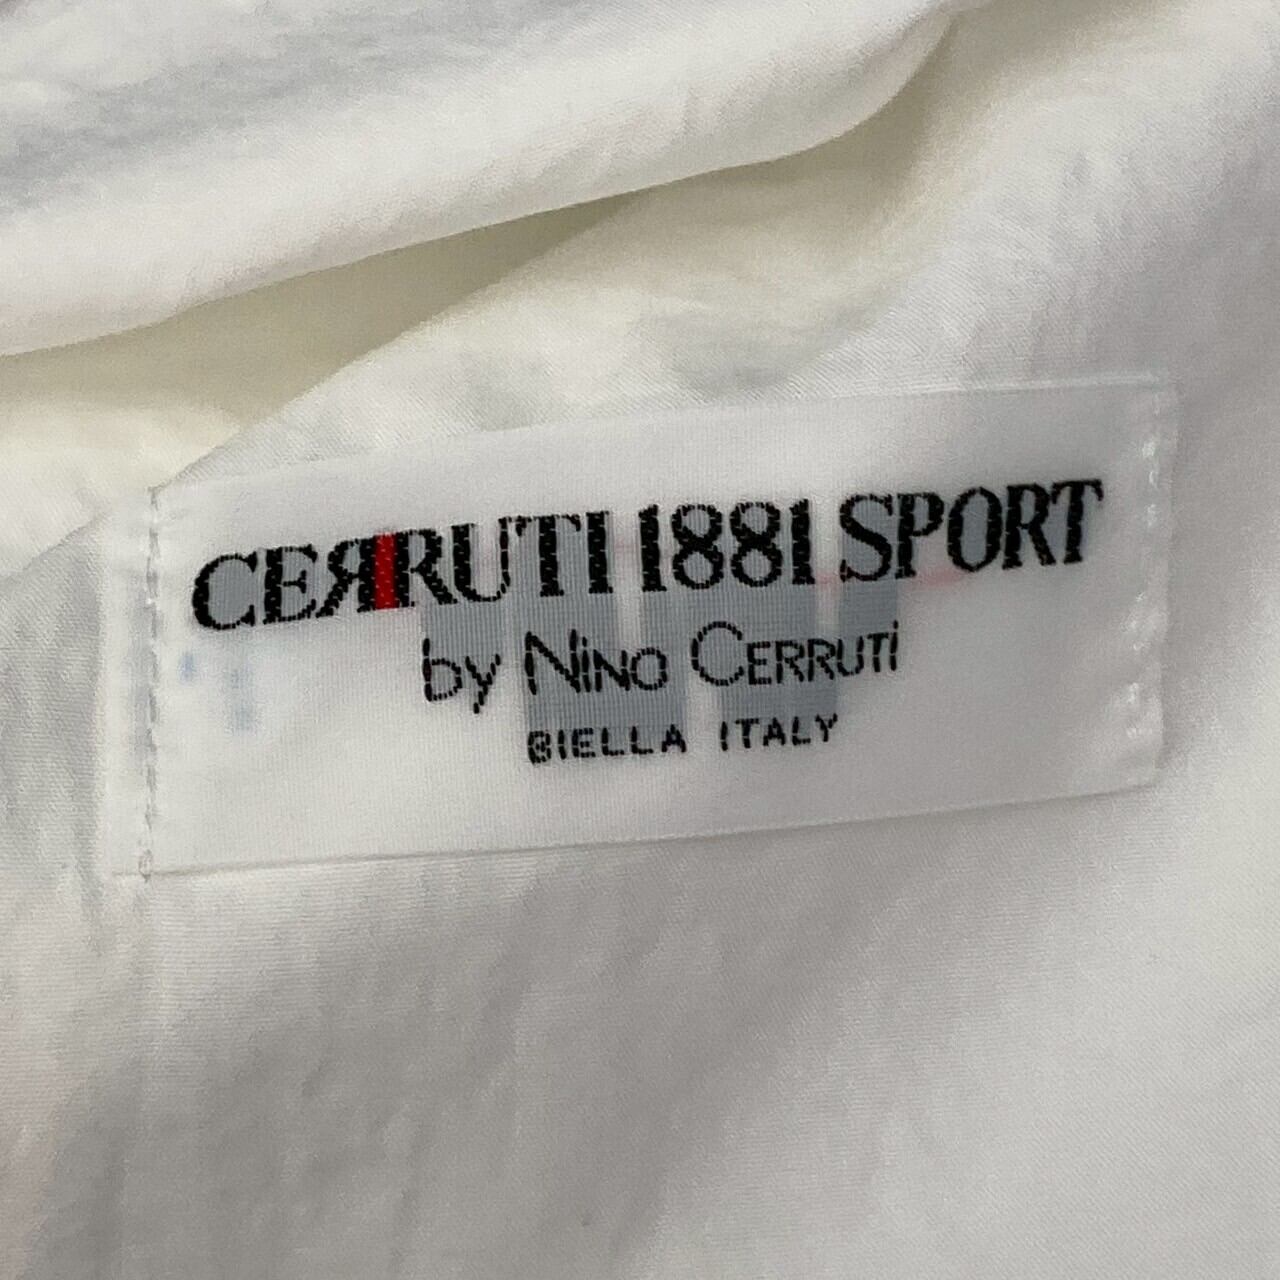 CERRUTI 1881 SPORT
by Nino Cerruti
BIELLA ITALY